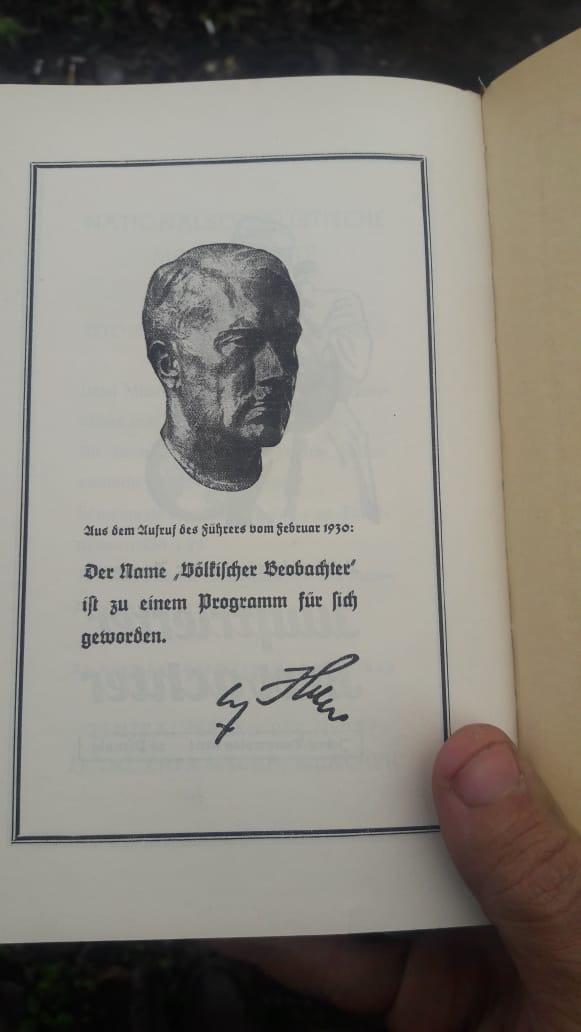 Aus dem Aufruf des Führers vom Februar 1930:
Der Name ‚Völkischer Beobachter‘
ist zu einem Programm für sich
geworden.